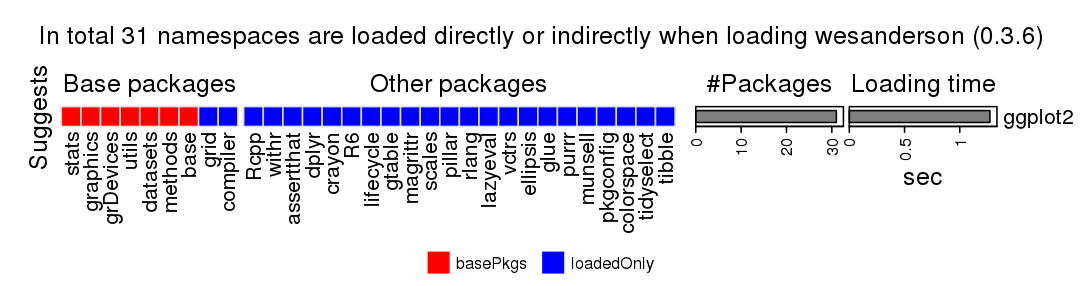 In total 31 namespaces are loaded directly or indirectly when loading wesanderson (0.3.6)
Base packages
Other packages
#Packages
Loading time
Suggests
ggplot2
stats
graphics
grDevices
utils
datasets
methods
base
grid
compiler
Rcpp
withr
assertthat
dplyr
crayon
R6
lifecycle
gtable
magrittr
scales
pillar
rlang
lazyeval
vctrs
ellipsis
glue
purrr
munsell
pkgconfig
colorspace
tidyselect
tibble
0
10
20
30
0
0.5
1
sec
basePkgs
loadedOnly